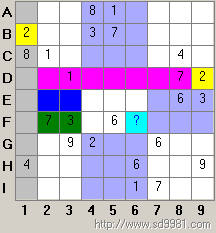 A 8 1
B 2 3 7
C 8 1 4
D 1 7 2
E 6 3
F 7 3 6 ?
G 9 2 6
H 4 6 9
I 1 7
1 2 3 4 5 6 7 8 9
http://www.sd9981.com